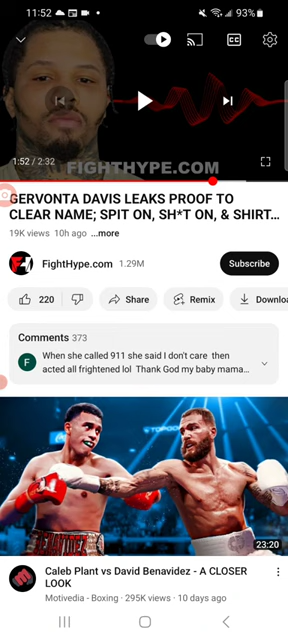 11:52
93%
1:52 / 2:32
FIGHTHYPE.COM
GERVONTA DAVIS LEAKS PROOF TO
CLEAR NAME; SPIT ON, SH*T ON, & SHIRT...
19K views 10h ago ...more
FightHype.com 1.29M
Subscribe
220
Share
Remix
Downloa
Comments 373
F
When she called 911 she said I don't care then
acted all frightened lol Thank God my baby mama...
TOP
23:20
Caleb Plant vs David Benavidez - A CLOSER
LOOK
Motivedia - Boxing · 295K views · 10 days ago